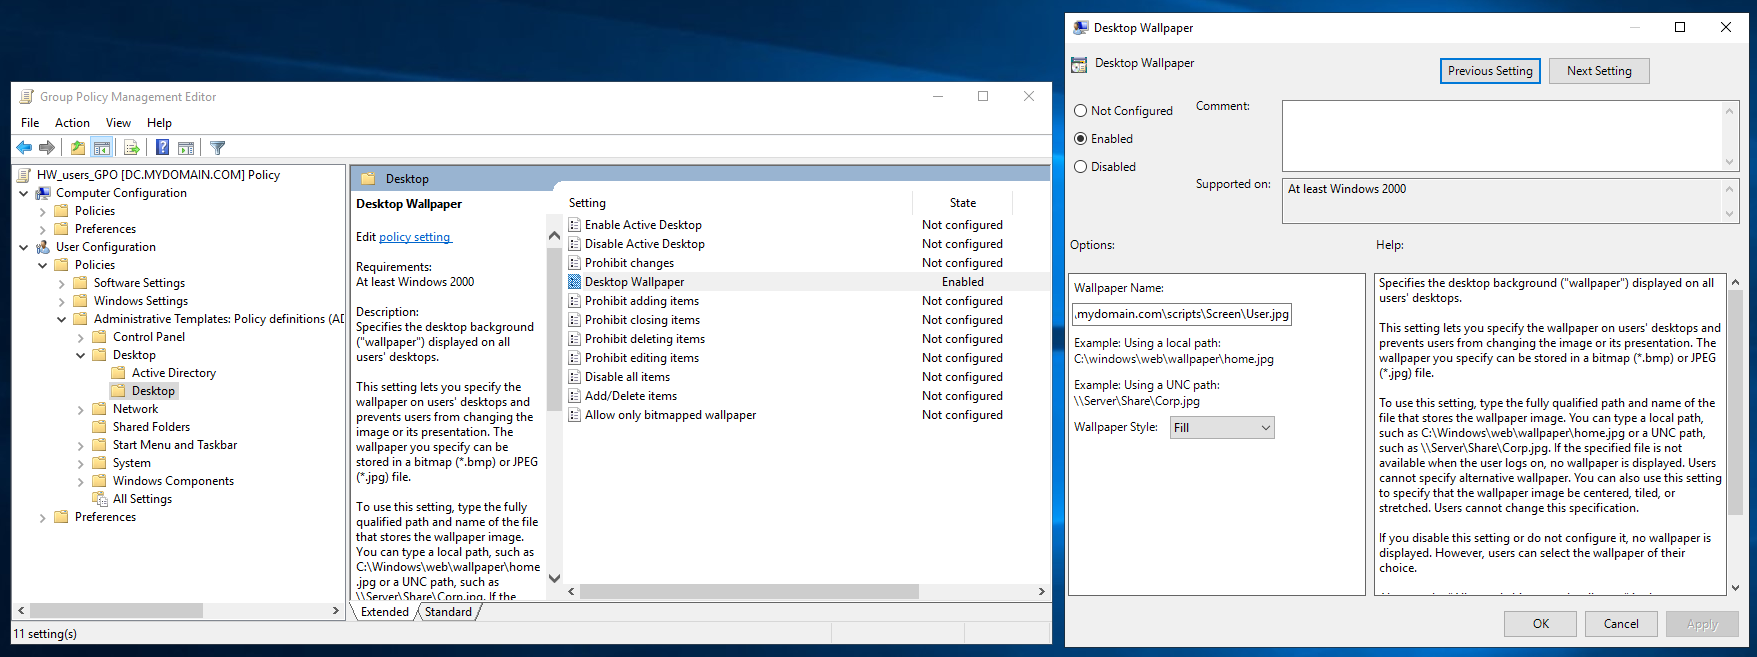 Group Policy Management Editor
File Action View Help
HW_users_GPO [DC.MYDOMAIN.COM] Policy
Computer Configuration
Policies
Preferences
User Configuration
Policies
Software Settings
Windows Settings
Administrative Templates: Policy definitions (AD
Control Panel
Desktop
Active Directory
Desktop
Network
Shared Folders
Start Menu and Taskbar
System
Windows Components
All Settings
Preferences
Desktop
Desktop Wallpaper
Edit policy setting
Requirements:
At least Windows 2000
Description:
Specifies the desktop background
("wallpaper") displayed on all
users' desktops.
This setting lets you specify the
wallpaper on users' desktops and
prevents users from changing the
image or its presentation. The
wallpaper you specify can be
stored in a bitmap (*.bmp) or JPEG
(*.jpg) file.
To use this setting, type the fully
qualified path and name of the file
that stores the wallpaper image.
You can type a local path, such as
C:\Windows\web\wallpaper\home
.jpg or a UNC path, such as
\\Server\Share\Corp.jpg. If the
Setting State
Enable Active Desktop Not configured
Disable Active Desktop Not configured
Prohibit changes Not configured
Desktop Wallpaper Enabled
Prohibit adding items Not configured
Prohibit closing items Not configured
Prohibit deleting items Not configured
Prohibit editing items Not configured
Disable all items Not configured
Add/Delete items Not configured
Allow only bitmapped wallpaper Not configured
Extended Standard
11 setting(s)
Desktop Wallpaper
Desktop Wallpaper
Previous Setting Next Setting
Not Configured
Enabled
Disabled
Comment:
Supported on:
At least Windows 2000
Options:
Help:
Wallpaper Name:
.mydomain.com\scripts\Screen\User.jpg
Example: Using a local path:
C:\windows\web\wallpaper\home.jpg
Example: Using a UNC path:
\\Server\Share\Corp.jpg
Wallpaper Style: Fill
Specifies the desktop background ("wallpaper") displayed on all
users' desktops.
This setting lets you specify the wallpaper on users' desktops and
prevents users from changing the image or its presentation. The
wallpaper you specify can be stored in a bitmap (*.bmp) or JPEG
(*.jpg) file.
To use this setting, type the fully qualified path and name of the
file that stores the wallpaper image. You can type a local path,
such as C:\Windows\web\wallpaper\home.jpg or a UNC path,
such as \\Server\Share\Corp.jpg. If the specified file is not
available when the user logs on, no wallpaper is displayed. Users
cannot specify alternative wallpaper. You can also use this setting
to specify that the wallpaper image be centered, tiled, or
stretched. Users cannot change this specification.
If you disable this setting or do not configure it, no wallpaper is
displayed. However, users can select the wallpaper of their
choice.
OK Cancel Apply